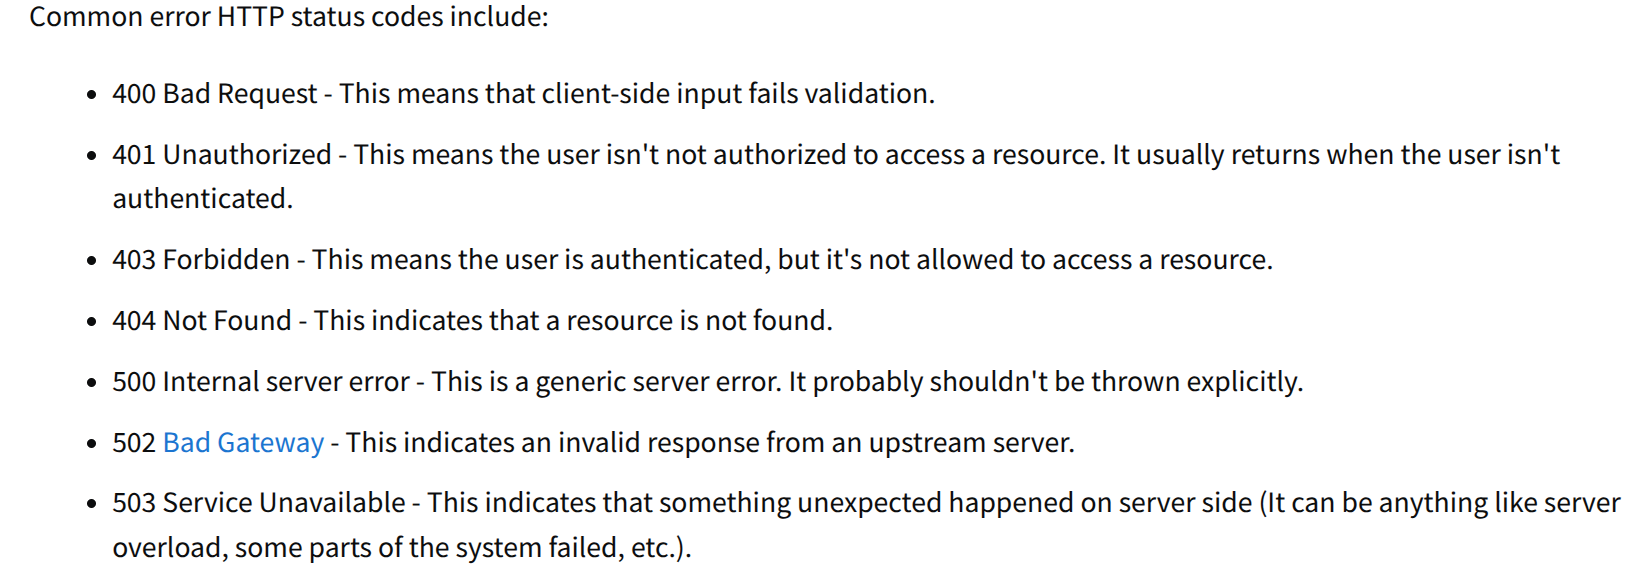 Common error HTTP status codes include:
• 400 Bad Request - This means that client-side input fails validation.
• 401 Unauthorized - This means the user isn't not authorized to access a resource. It usually returns when the user isn't
authenticated.
• 403 Forbidden - This means the user is authenticated, but it's not allowed to access a resource.
• 404 Not Found - This indicates that a resource is not found.
• 500 Internal server error - This is a generic server error. It probably shouldn't be thrown explicitly.
• 502 Bad Gateway - This indicates an invalid response from an upstream server.
• 503 Service Unavailable - This indicates that something unexpected happened on server side (It can be anything like server
overload, some parts of the system failed, etc.).